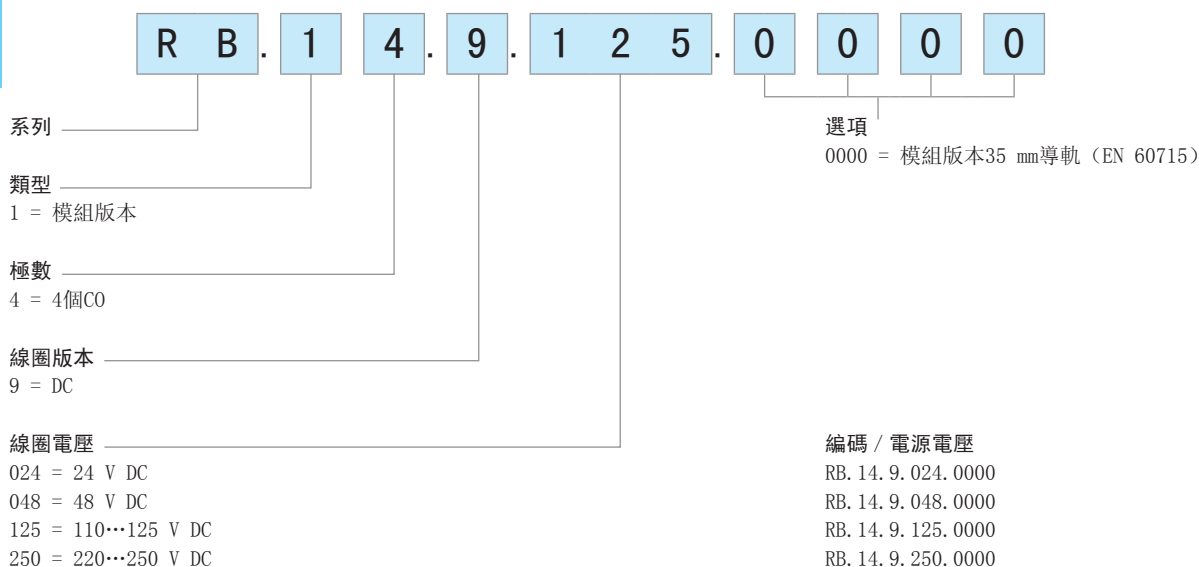 R B . 1 4 . 9 . 1 2 5 . 0 0 0 0
系列
選項
0000 = 模組版本35 mm導軌 (EN 60715)
類型
1 = 模組版本
極數
4 = 4個CO
線圈版本
9 = DC
線圈電壓
024 = 24 V DC
048 = 48 V DC
125 = 110…125 V DC
250 = 220…250 V DC
編碼 / 電源電壓
RB.14.9.024.0000
RB.14.9.048.0000
RB.14.9.125.0000
RB.14.9.250.0000